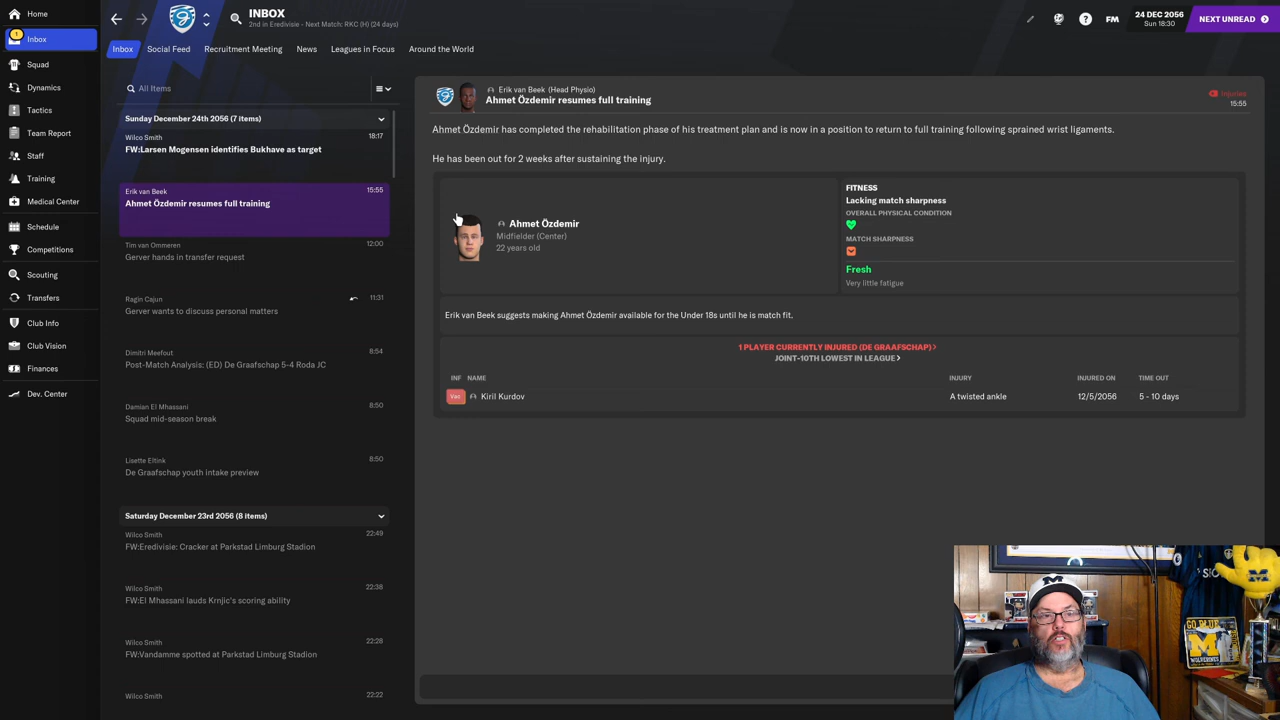 Home
Inbox
Squad
Dynamics
Tactics
Team Report
Staff
Training
Medical Center
Schedule
Competitions
Scouting
Transfers
Club Info
Club Vision
Finances
Dev. Center
INBOX
2nd in Eredivisie - Next Match: RKC (H) (24 days)
FM
24 DEC 2056
Sun 18:30
NEXT UNREAD
Inbox
Social Feed
Recruitment Meeting
News
Leagues in Focus
Around the World
All Items
Sunday December 24th 2056 (7 items)
Wilco Smith
18:17
FW:Larsen Mogensen identifies Bukhave as target
Erik van Beek
15:55
Ahmet Özdemir resumes full training
Tim van Ommeren
12:00
Gerver hands in transfer request
Ragin Cajun
11:31
Gerver wants to discuss personal matters
Dimitri Meefout
8:54
Post-Match Analysis: (ED) De Graafschap 5-4 Roda JC
Damian El Mhassani
8:50
Squad mid-season break
Lisette Eltink
8:50
De Graafschap youth intake preview
Saturday December 23rd 2056 (8 items)
Wilco Smith
22:49
FW:Eredivisie: Cracker at Parkstad Limburg Stadion
Wilco Smith
22:38
FW:El Mhassani lauds Krnjic's scoring ability
Wilco Smith
22:28
FW:Vandamme spotted at Parkstad Limburg Stadion
Wilco Smith
22:22
Erik van Beek (Head Physio)
Ahmet Özdemir resumes full training
Injuries
15:55
Ahmet Özdemir has completed the rehabilitation phase of his treatment plan and is now in a position to return to full training following sprained wrist ligaments.
He has been out for 2 weeks after sustaining the injury.
Ahmet Özdemir
Midfielder (Center)
22 years old
FITNESS
Lacking match sharpness
OVERALL PHYSICAL CONDITION
MATCH SHARPNESS
Fresh
Very little fatigue
Erik van Beek suggests making Ahmet Özdemir available for the Under 18s until he is match fit.
1 PLAYER CURRENTLY INJURED (DE GRAAFSCHAP)
JOINT-10TH LOWEST IN LEAGUE
INF NAME INJURY INJURED ON TIME OUT
Vac Kiril Kurdov A twisted ankle 12/5/2056 5 - 10 days
GO BLUE